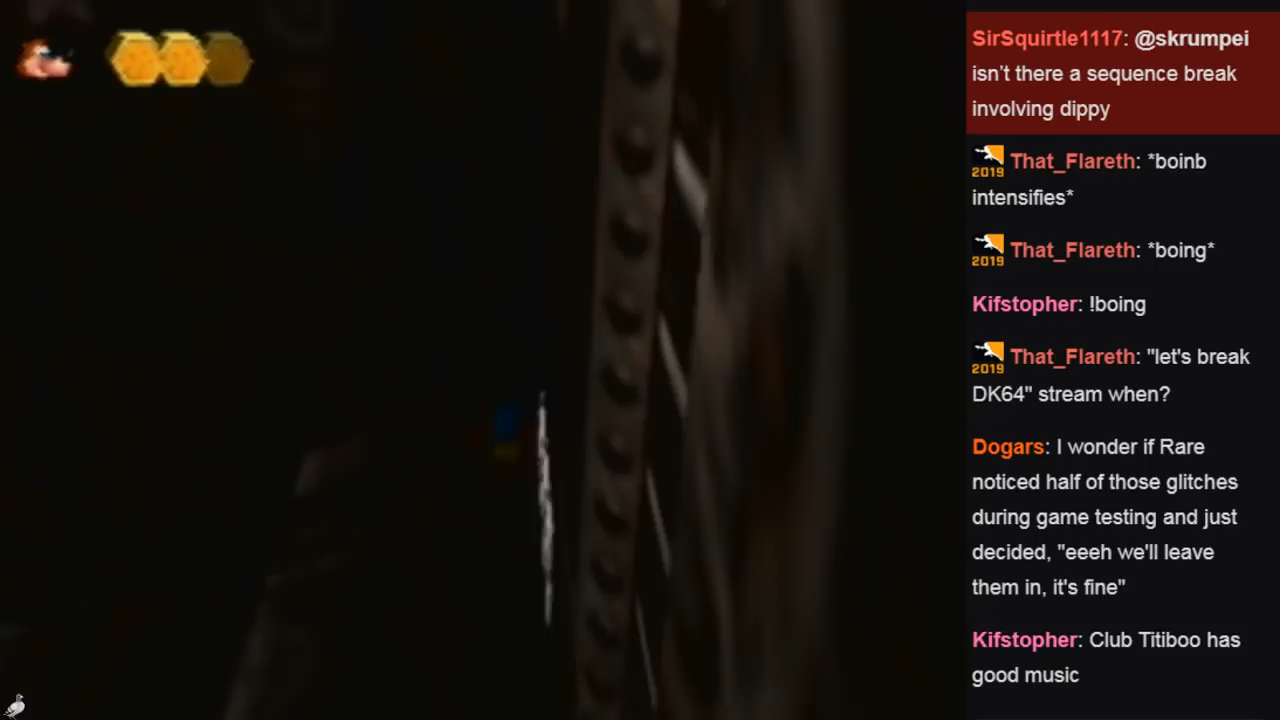 SirSquirtle1117: @skrumpei
isn't there a sequence break
involving dippy
2019 That_Flareth: *boinb
intensifies*
2019 That_Flareth: *boing*
Kifstopher: !boing
2019 That_Flareth: "let's break
DK64" stream when?
Dogars: I wonder if Rare
noticed half of those glitches
during game testing and just
decided, "eeeh we'll leave
them in, it's fine"
Kifstopher: Club Titiboo has
good music